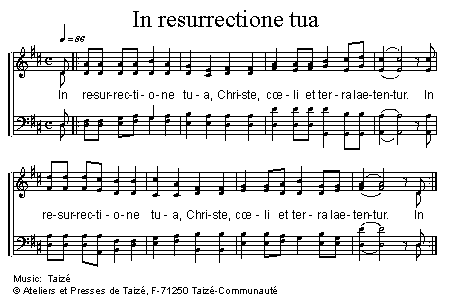 In resurrectione tua
♩ = 86
In resur-rec-ti-o-ne tu-a, Chri-ste, cœ-li et ter-ra lae-ten-tur. In
re-sur-rec-ti-o-ne tu-a, Chri-ste, cœ-li et ter-ra lae-ten-tur. In
Music: Taizé
© Ateliers et Presses de Taizé, F-71250 Taizé-Communauté